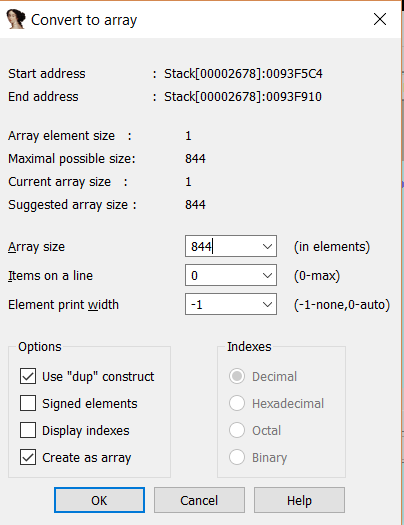 Convert to array
Start address : Stack[00002678]:0093F5C4
End address : Stack[00002678]:0093F910
Array element size : 1
Maximal possible size: 844
Current array size : 1
Suggested array size : 844
Array size 844 (in elements)
Items on a line 0 (0-max)
Element print width -1 (-1-none,0-auto)
Options Indexes
Use "dup" construct Decimal
Signed elements Hexadecimal
Display indexes Octal
Create as array Binary
OK Cancel Help